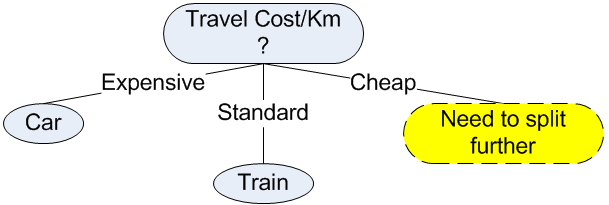 Travel Cost/Km
?
Expensive
Cheap
Standard
Car
Need to split
further
Train